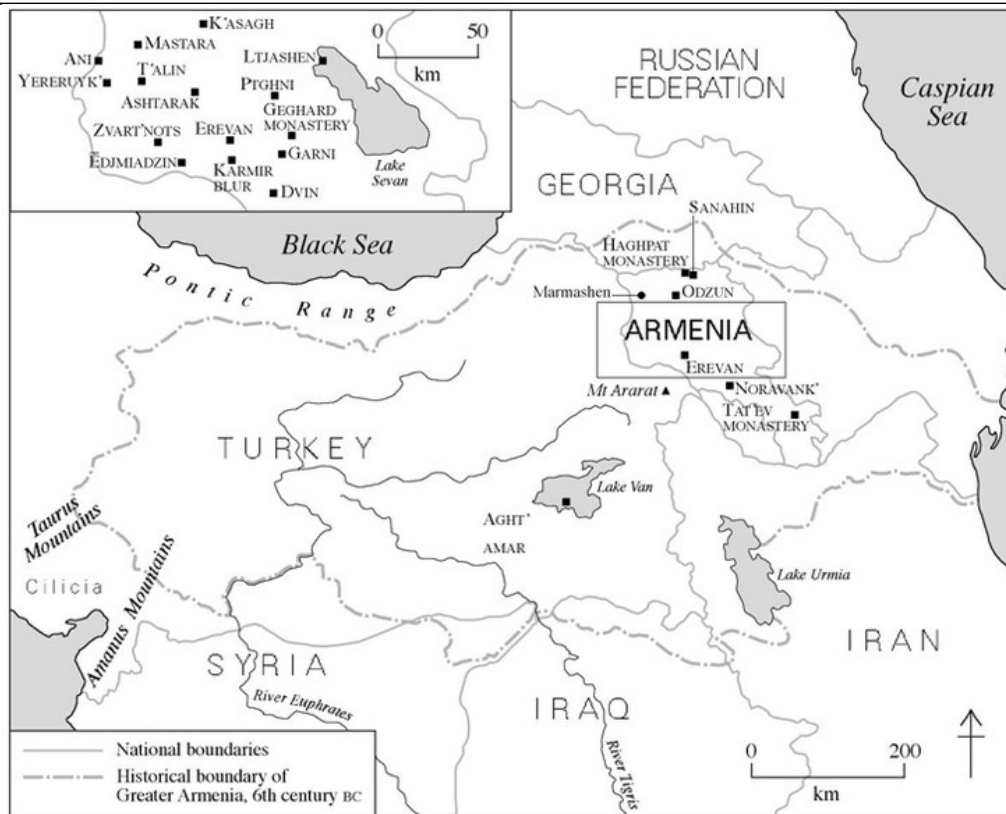 K’ASAGH
MASTARA
ANI
LTJASHEN
YERERUYK’
T’ALIN
PTGHNI
ASHTARAK
GEGHARD
MONASTERY
ZVART’NOTS
EREVAN
EDJMIADZIN
KARMIR
BLUR
GARNI
DVIN
Lake
Sevan
0 50
km
RUSSIAN
FEDERATION
Caspian
Sea
GEORGIA
Black Sea
SANAHIN
HAGHPAT
MONASTERY
Pontic Range
Marmashen
ODZUN
ARMENIA
EREVAN
Mt Ararat
NORAVANK’
TAT’EV
MONASTERY
TURKEY
Lake Van
AGHT’
AMAR
Taurus
Mountains
Cilicia
Amanus Mountains
Lake Urmia
IRAN
SYRIA
River Euphrates
IRAQ
River Tigris
National boundaries
Historical boundary of
Greater Armenia, 6th century BC
0 200
km